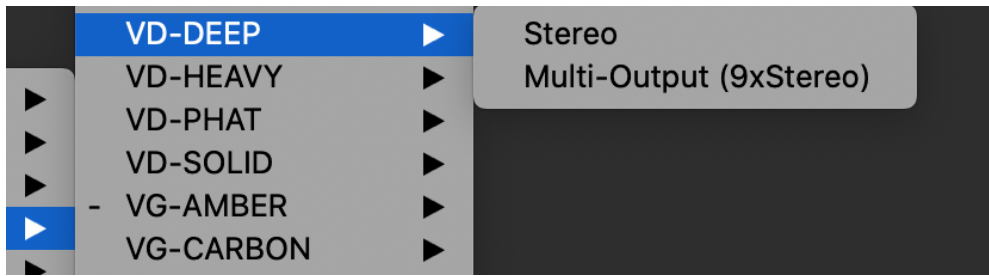 VD-DEEP
Stereo
VD-HEAVY
Multi-Output (9xStereo)
VD-PHAT
VD-SOLID
- VG-AMBER
VG-CARBON